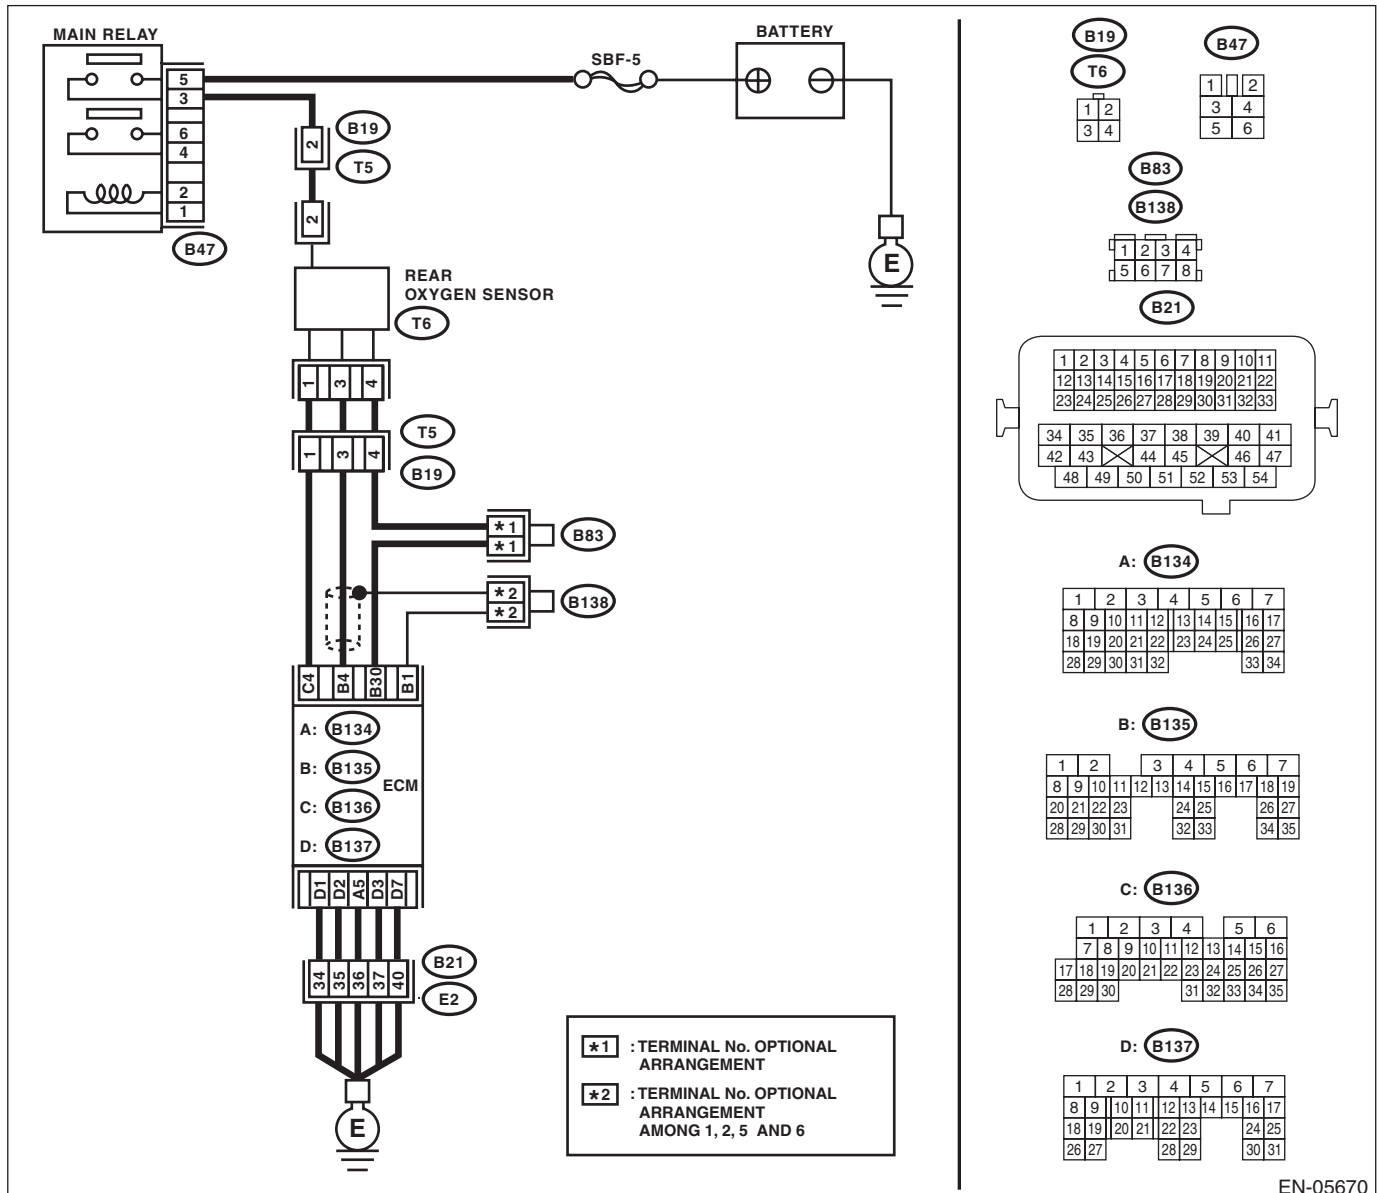 MAIN RELAY
5
3
6
4
2
1
B47
SBF-5
BATTERY
2
B19
T5
2
E
REAR
OXYGEN SENSOR
T6
1 3 4
T5
1 3 4
B19
*1
*1
B83
*2
*2
B138
C4 B4 B30 B1
A: B134
B: B135
ECM
C: B136
D: B137
D1 D2 A5 D3 D7
34 35 36 37 40
B21
E2
E
*1 : TERMINAL No. OPTIONAL
ARRANGEMENT
*2 : TERMINAL No. OPTIONAL
ARRANGEMENT
AMONG 1, 2, 5 AND 6
B19
T6
1 2
3 4
B47
1 2
3 4
5 6
B83
B138
1 2 3 4
5 6 7 8
B21
1 2 3 4 5 6 7 8 9 10 11
12 13 14 15 16 17 18 19 20 21 22
23 24 25 26 27 28 29 30 31 32 33
34 35 36 37 38 39 40 41
42 43 44 45 46 47
48 49 50 51 52 53 54
A: B134
1 2 3 4 5 6 7
8 9 10 11 12 13 14 15 16 17
18 19 20 21 22 23 24 25 26 27
28 29 30 31 32 33 34
B: B135
1 2 3 4 5 6 7
8 9 10 11 12 13 14 15 16 17 18 19
20 21 22 23 24 25 26 27
28 29 30 31 32 33 34 35
C: B136
1 2 3 4 5 6
7 8 9 10 11 12 13 14 15 16
17 18 19 20 21 22 23 24 25 26 27
28 29 30 31 32 33 34 35
D: B137
1 2 3 4 5 6 7
8 9 10 11 12 13 14 15 16 17
18 19 20 21 22 23 24 25
26 27 28 29 30 31
EN-05670